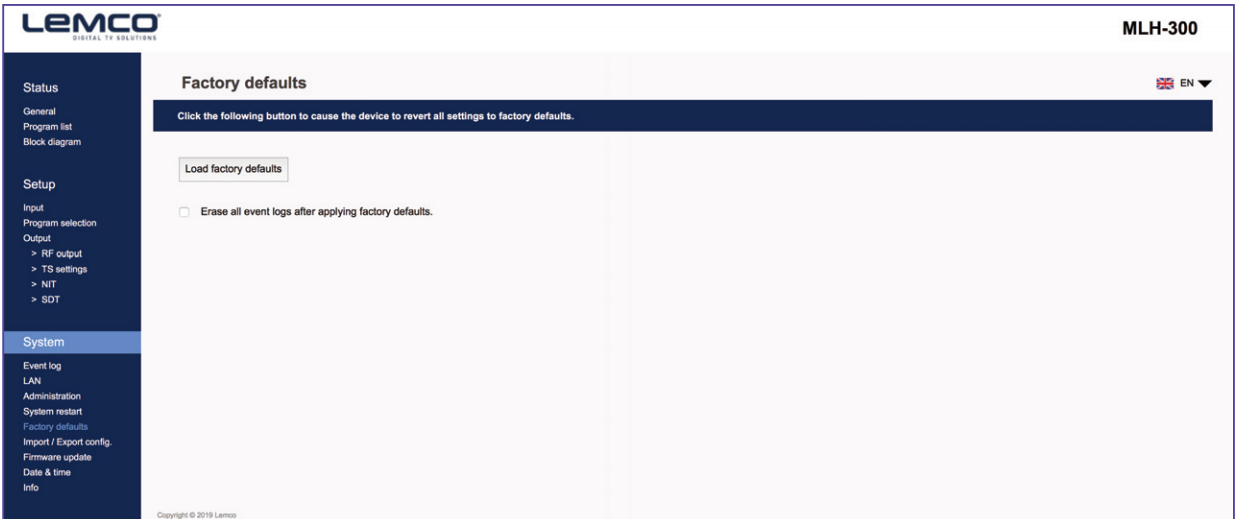 Lemco
DIGITAL TV SOLUTIONS
MLH-300
Status
General
Program list
Block diagram
Setup
Input
Program selection
Output
> RF output
> TS settings
> NIT
> SDT
System
Event log
LAN
Administration
System restart
Factory defaults
Import / Export config.
Firmware update
Date & time
Info
Factory defaults
EN
Click the following button to cause the device to revert all settings to factory defaults.
Load factory defaults
Erase all event logs after applying factory defaults.
Copyright © 2019 Lemco